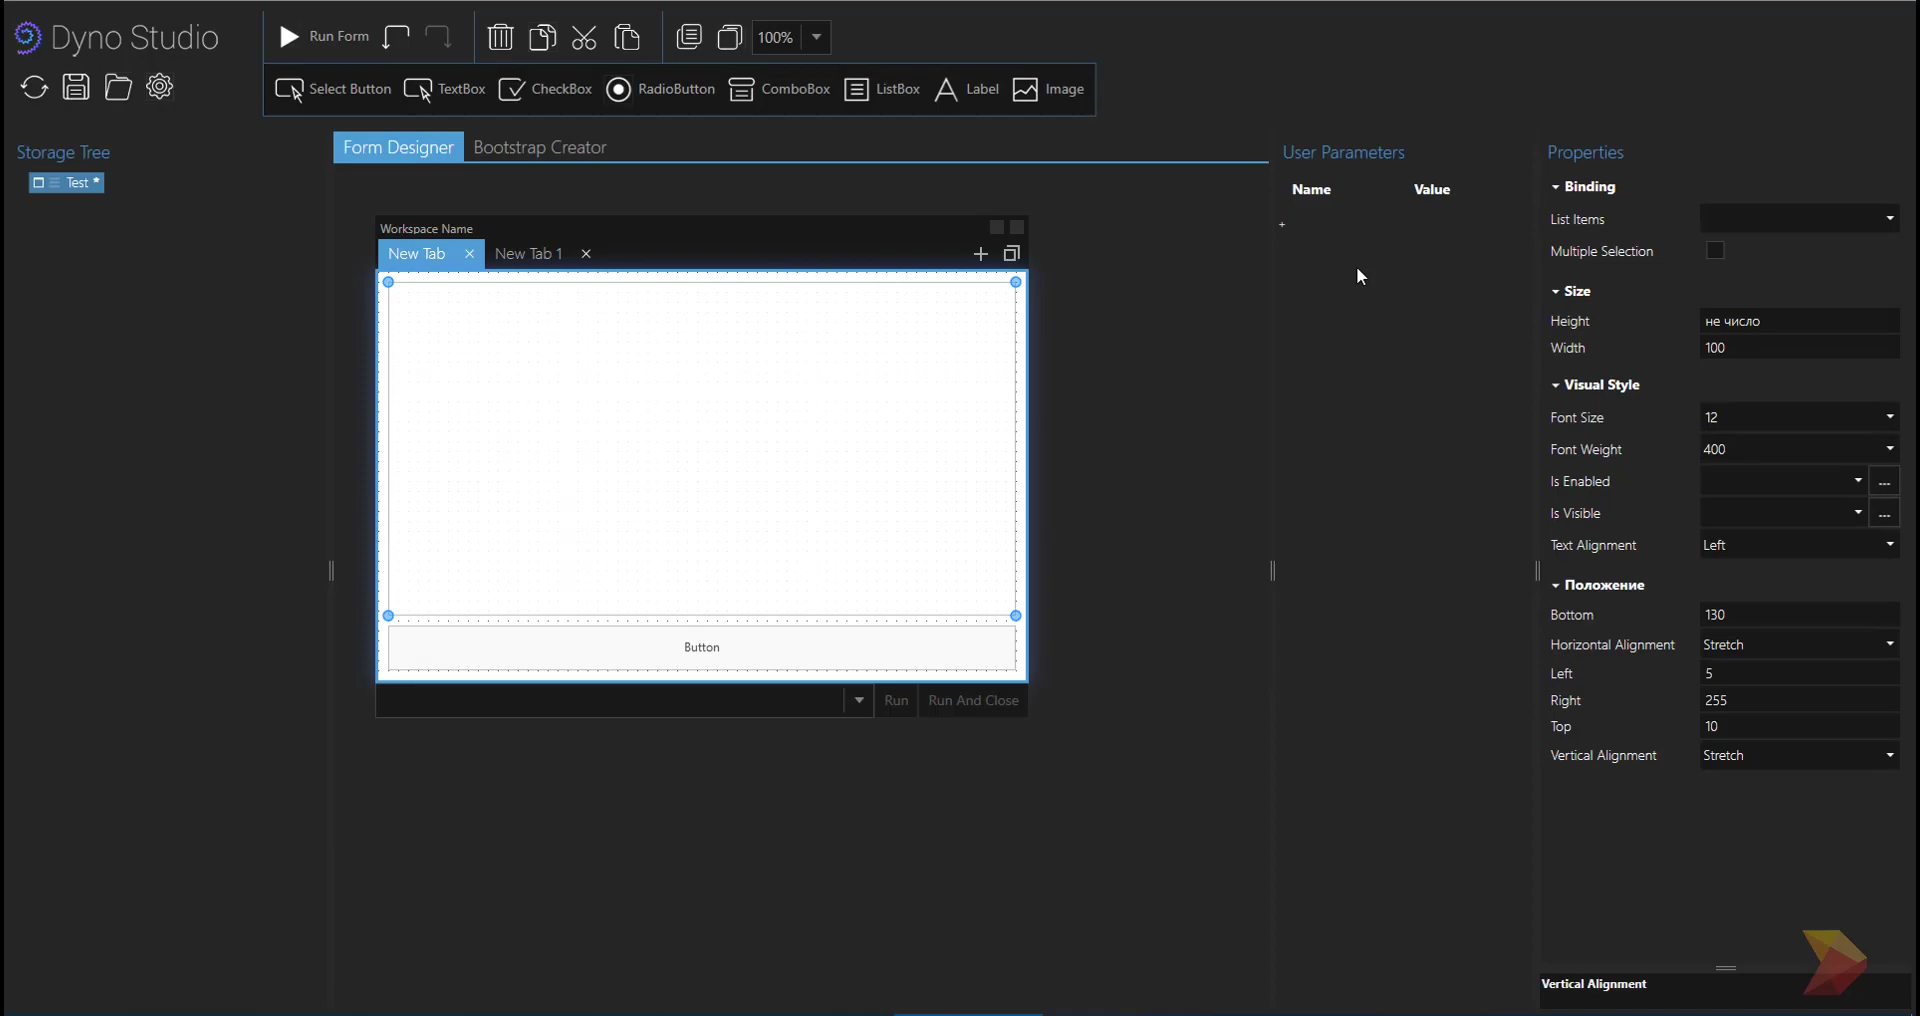 Dyno Studio
Run Form
100%
Select Button
TextBox
CheckBox
RadioButton
ComboBox
ListBox
Label
Image
Storage Tree
Test *
Form Designer
Bootstrap Creator
Workspace Name
New Tab
New Tab 1
Button
Run
Run And Close
User Parameters
Name Value
+
Properties
Binding
List Items
Multiple Selection
Size
Height не число
Width 100
Visual Style
Font Size 12
Font Weight 400
Is Enabled ...
Is Visible ...
Text Alignment Left
Положение
Bottom 130
Horizontal Alignment Stretch
Left 5
Right 255
Top 10
Vertical Alignment Stretch
Vertical Alignment